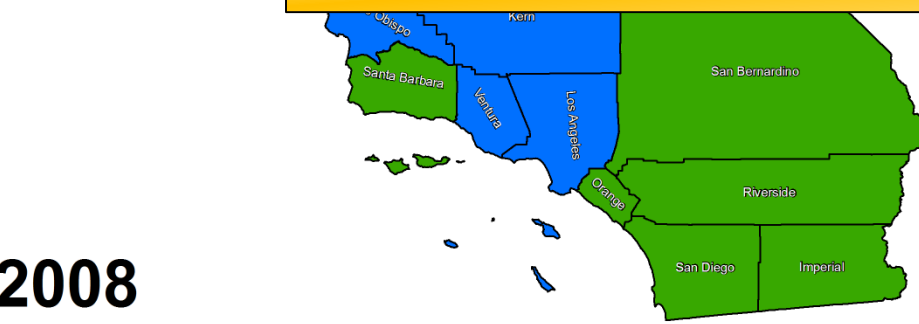 Obispo
Kern
San Bernardino
Santa Barbara
Ventura
Los Angeles
Orange
Riverside
San Diego
Imperial
2008